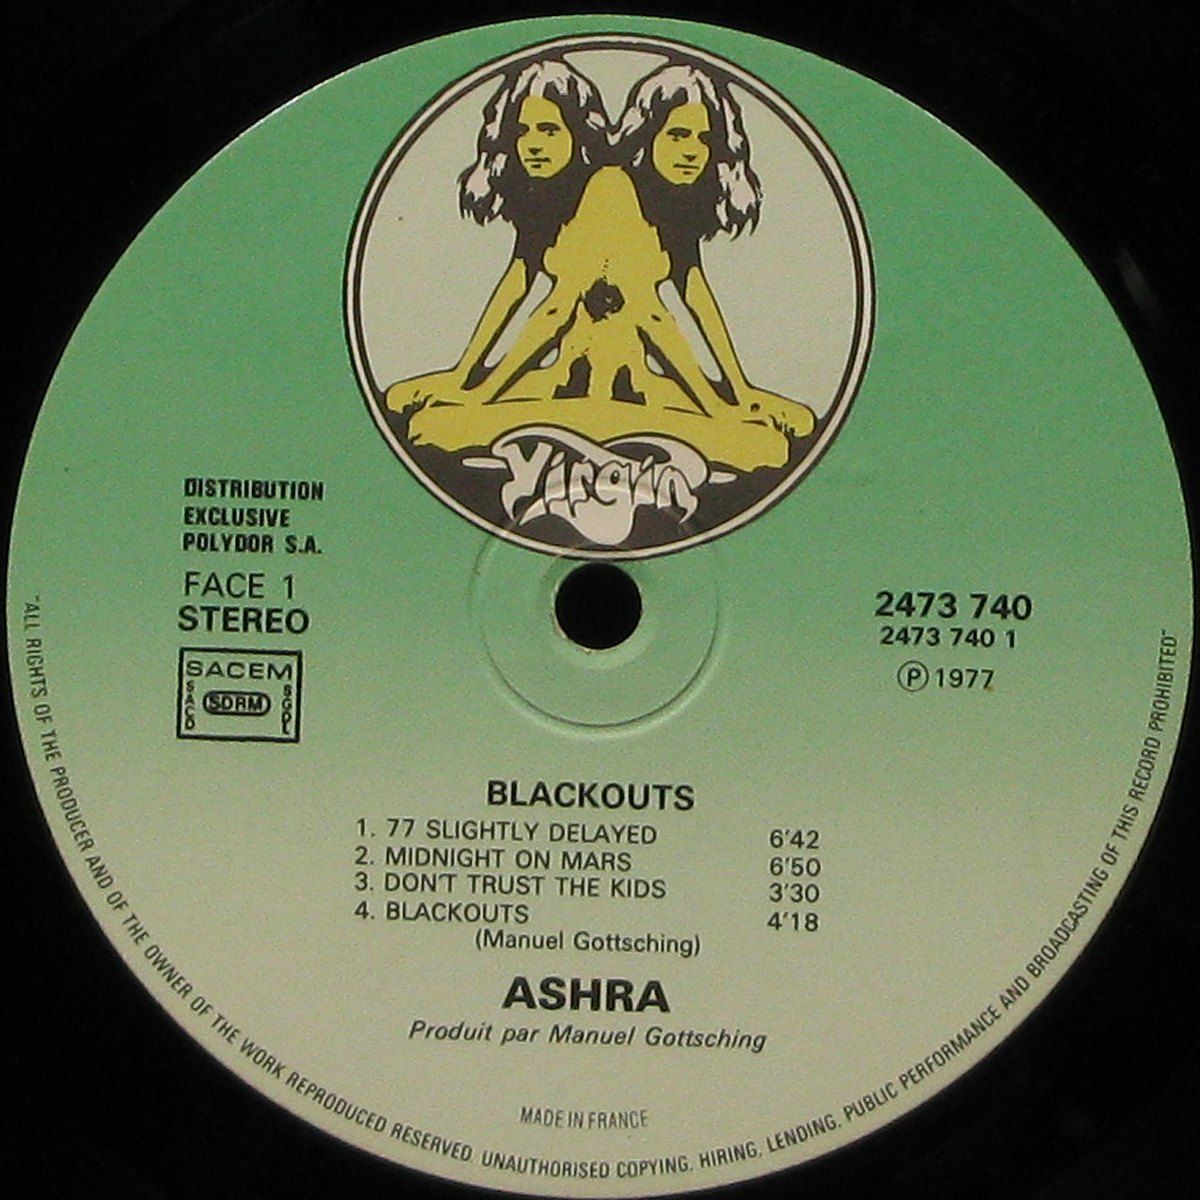 Virgin
DISTRIBUTION
EXCLUSIVE
POLYDOR S.A.
FACE 1
STEREO
SACEM
SACD
SDRM
SGDL
2473 740
2473 740 1
Ⓟ 1977
BLACKOUTS
1. 77 SLIGHTLY DELAYED 6'42
2. MIDNIGHT ON MARS 6'50
3. DON'T TRUST THE KIDS 3'30
4. BLACKOUTS 4'18
(Manuel Gottsching)
ASHRA
Produit par Manuel Gottsching
MADE IN FRANCE
"ALL RIGHTS OF THE PRODUCER AND OF THE OWNER OF THE WORK REPRODUCED RESERVED. UNAUTHORISED COPYING. HIRING. LENDING. PUBLIC PERFORMANCE AND BROADCASTING OF THIS RECORD PROHIBITED"